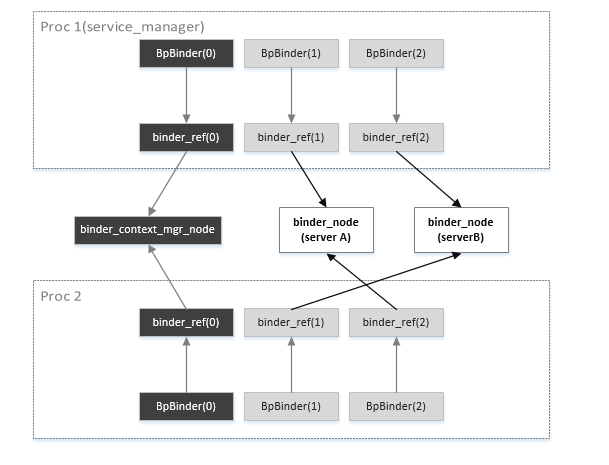 Proc 1(service_manager)
BpBinder(0)
BpBinder(1)
BpBinder(2)
binder_ref(0)
binder_ref(1)
binder_ref(2)
binder_context_mgr_node
binder_node
(server A)
binder_node
(serverB)
Proc 2
binder_ref(0)
binder_ref(1)
binder_ref(2)
BpBinder(0)
BpBinder(1)
BpBinder(2)